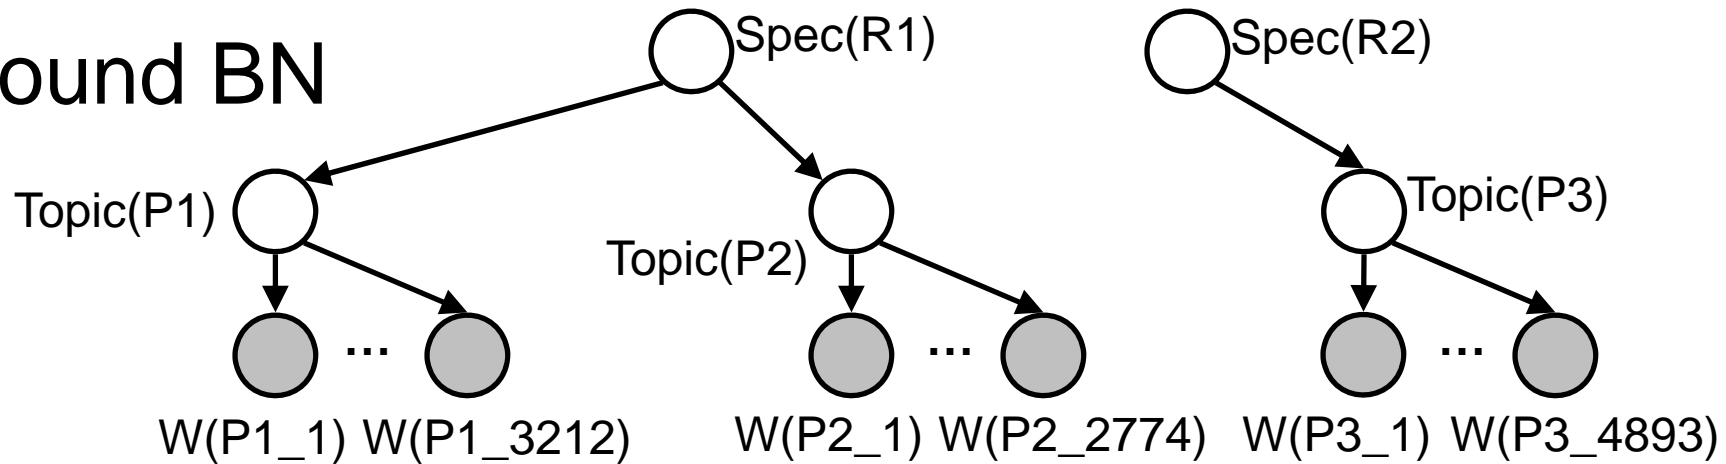 ound BN
Spec(R1)
Spec(R2)
Topic(P1)
Topic(P2)
Topic(P3)
... ... ...
W(P1_1) W(P1_3212) W(P2_1) W(P2_2774) W(P3_1) W(P3_4893)